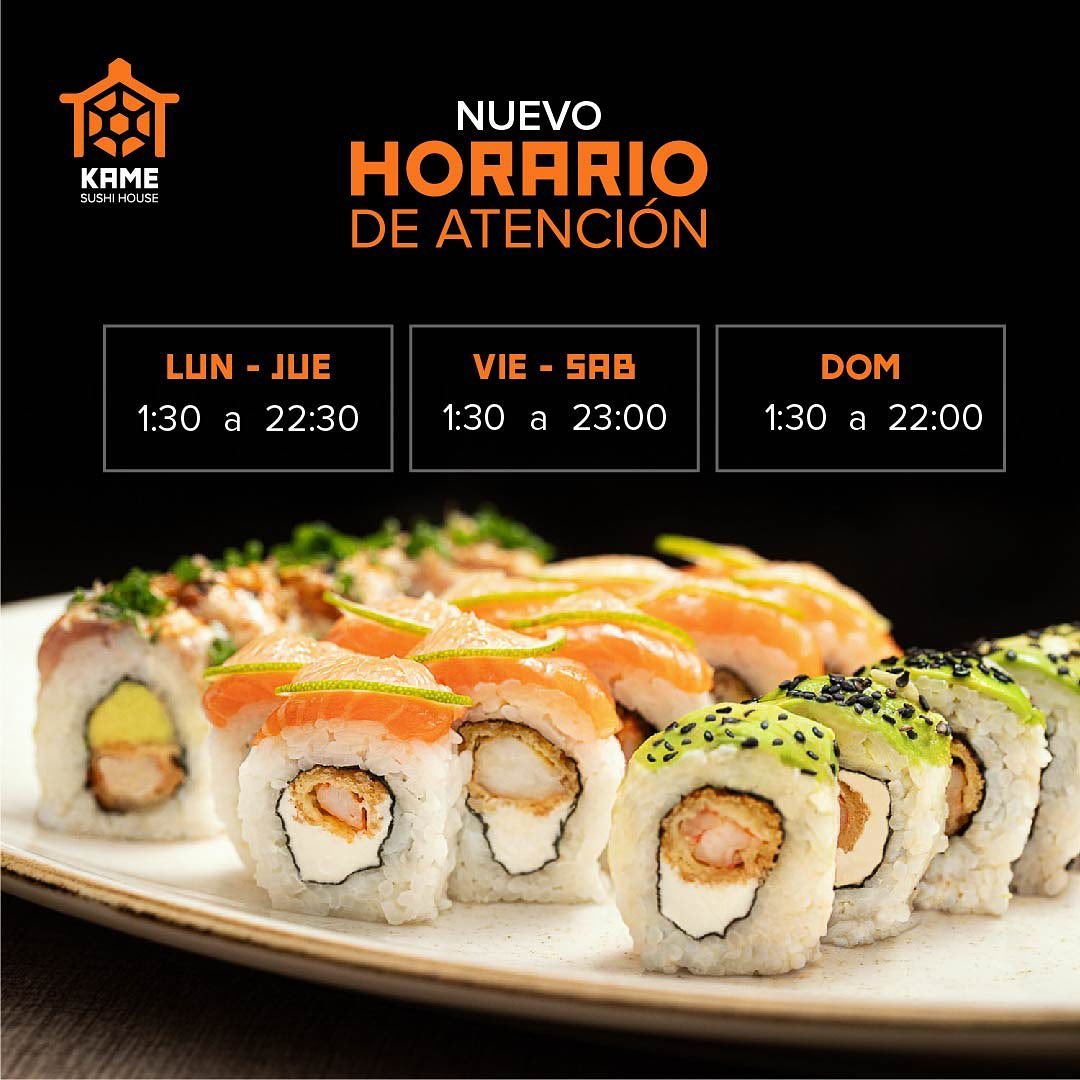 KAME
SUSHI HOUSE
NUEVO
HORARIO
DE ATENCIÓN
LUN - JUE
1:30 a 22:30
VIE - SAB
1:30 a 23:00
DOM
1:30 a 22:00